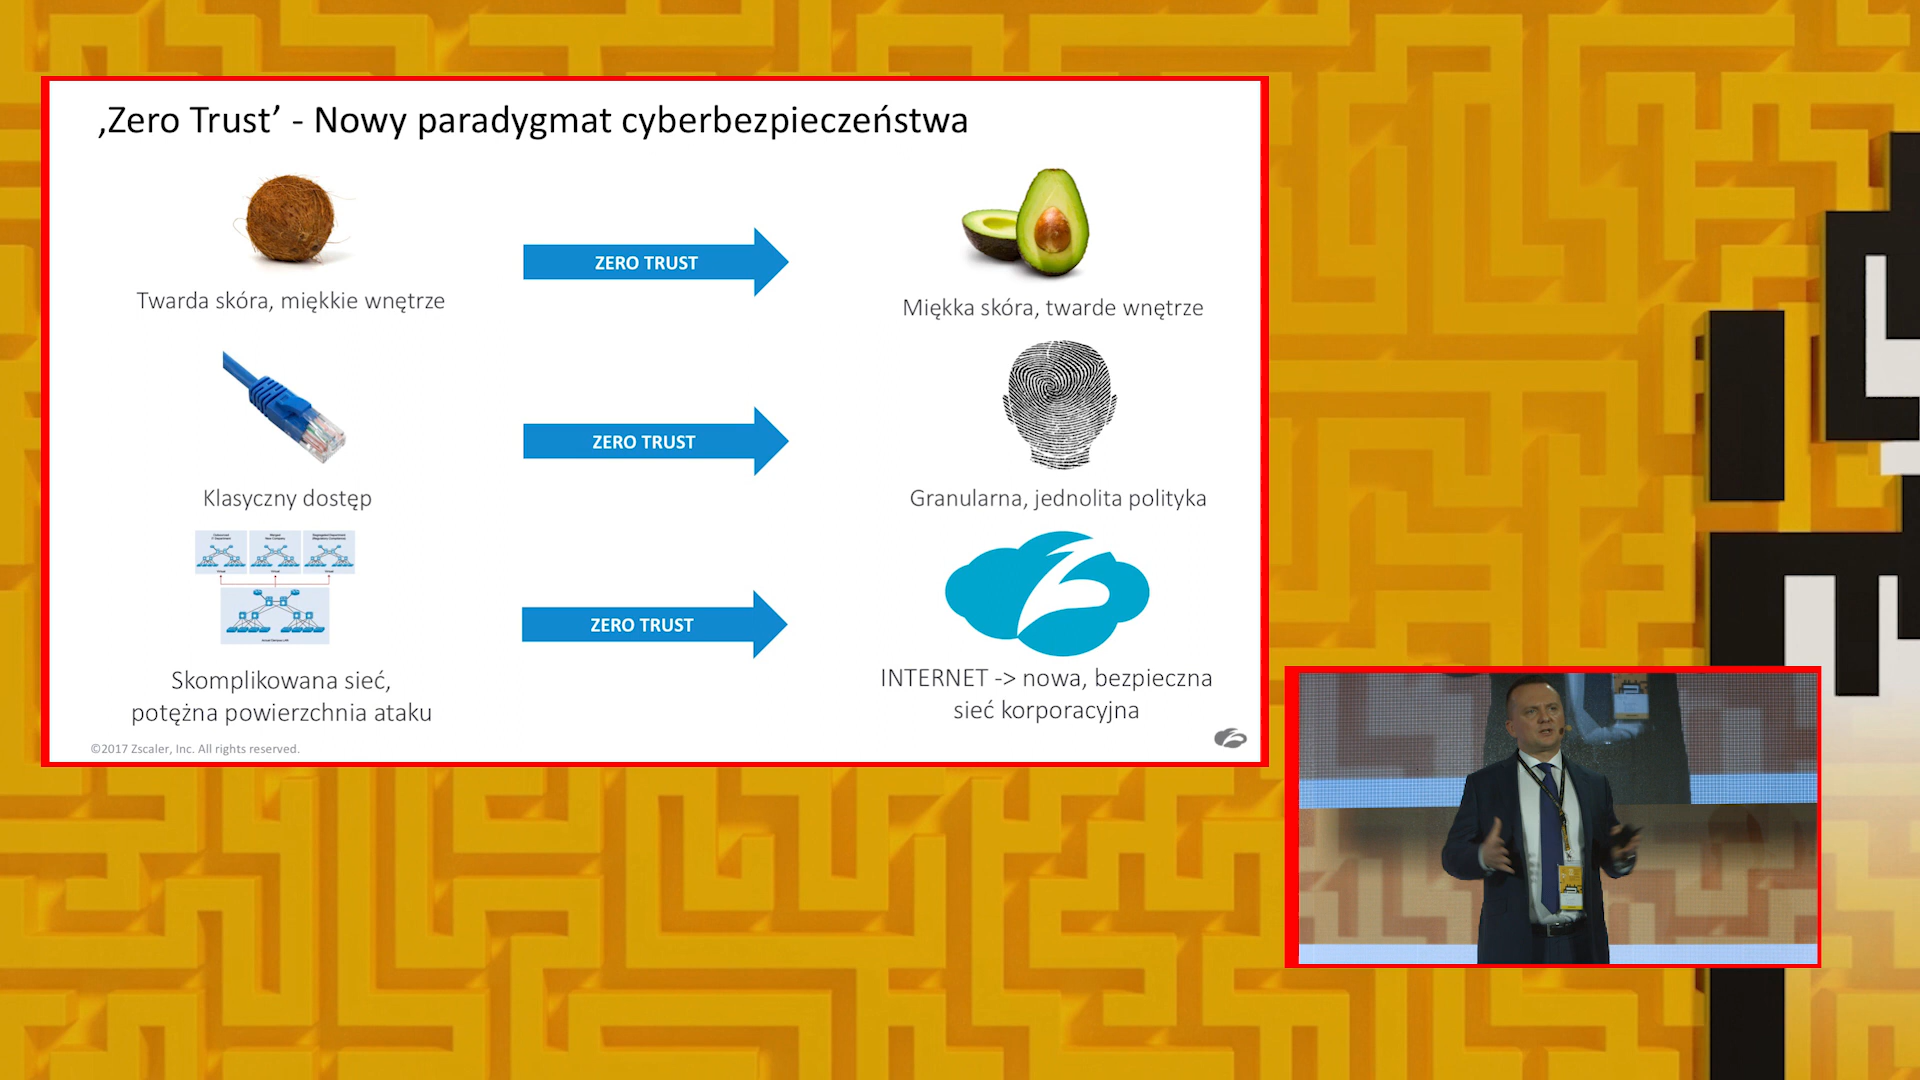 ‚Zero Trust’ - Nowy paradygmat cyberbezpieczeństwa
ZERO TRUST
Twarda skóra, miękkie wnętrze
Miękka skóra, twarde wnętrze
ZERO TRUST
Klasyczny dostęp
Granularna, jednolita polityka
ZERO TRUST
Skomplikowana sieć,
potężna powierzchnia ataku
INTERNET -> nowa, bezpieczna
sieć korporacyjna
©2017 Zscaler, Inc. All rights reserved.